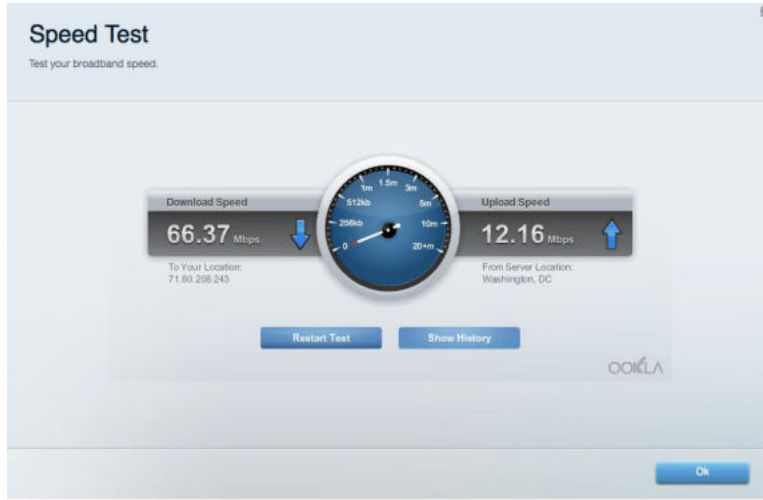 Speed Test
Test your broadband speed.
Download Speed
66.37 Mbps
To Your Location:
71.60.208.243
0
256kb
512kb
1m
1.5m
3m
5m
10m
20+m
Upload Speed
12.16 Mbps
From Server Location:
Washington, DC
Restart Test
Show History
OOKLA
Ok